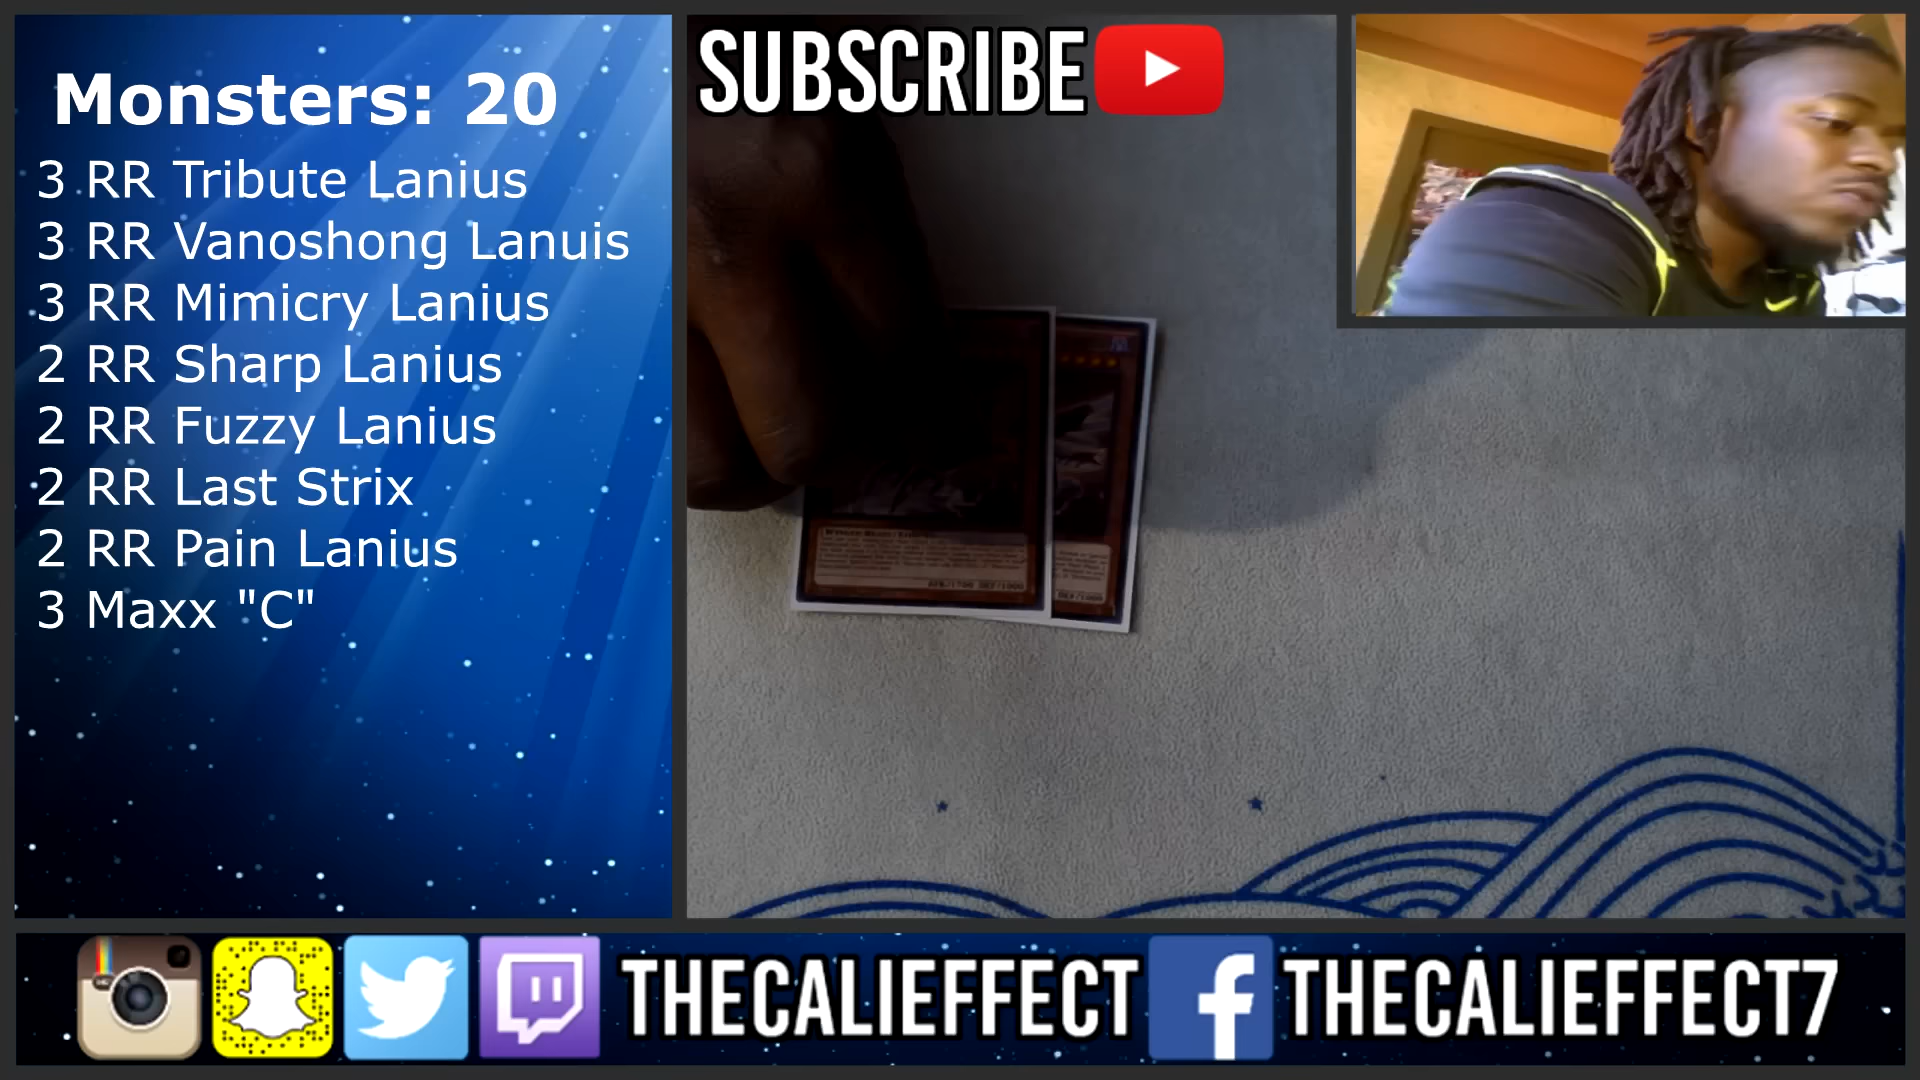 Monsters: 20
3 RR Tribute Lanius
3 RR Vanoshong Lanuis
3 RR Mimicry Lanius
2 RR Sharp Lanius
2 RR Fuzzy Lanius
2 RR Last Strix
2 RR Pain Lanius
3 Maxx "C"
SUBSCRIBE
THECALIEFFECT
THECALIEFFECT7